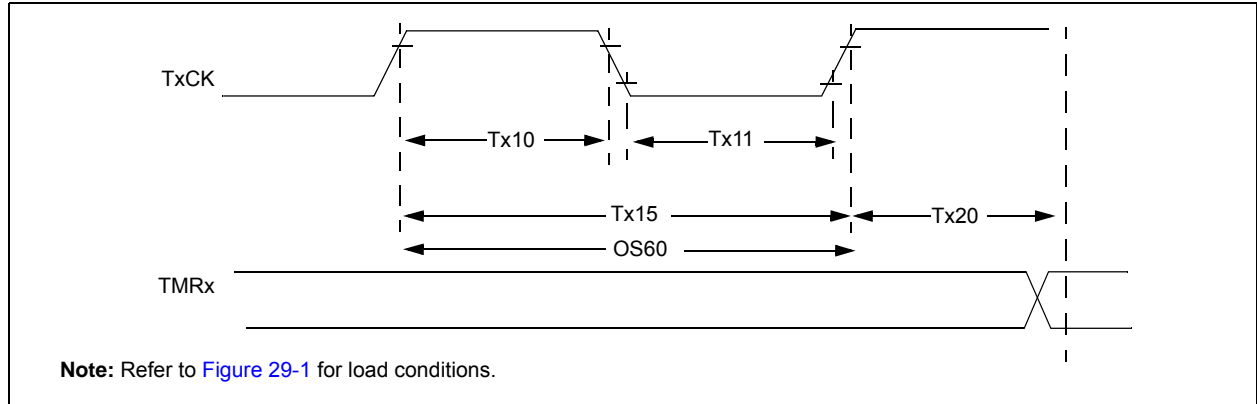 TxCK
Tx10 Tx11
Tx15 Tx20
OS60
TMRx
Note: Refer to Figure 29-1 for load conditions.